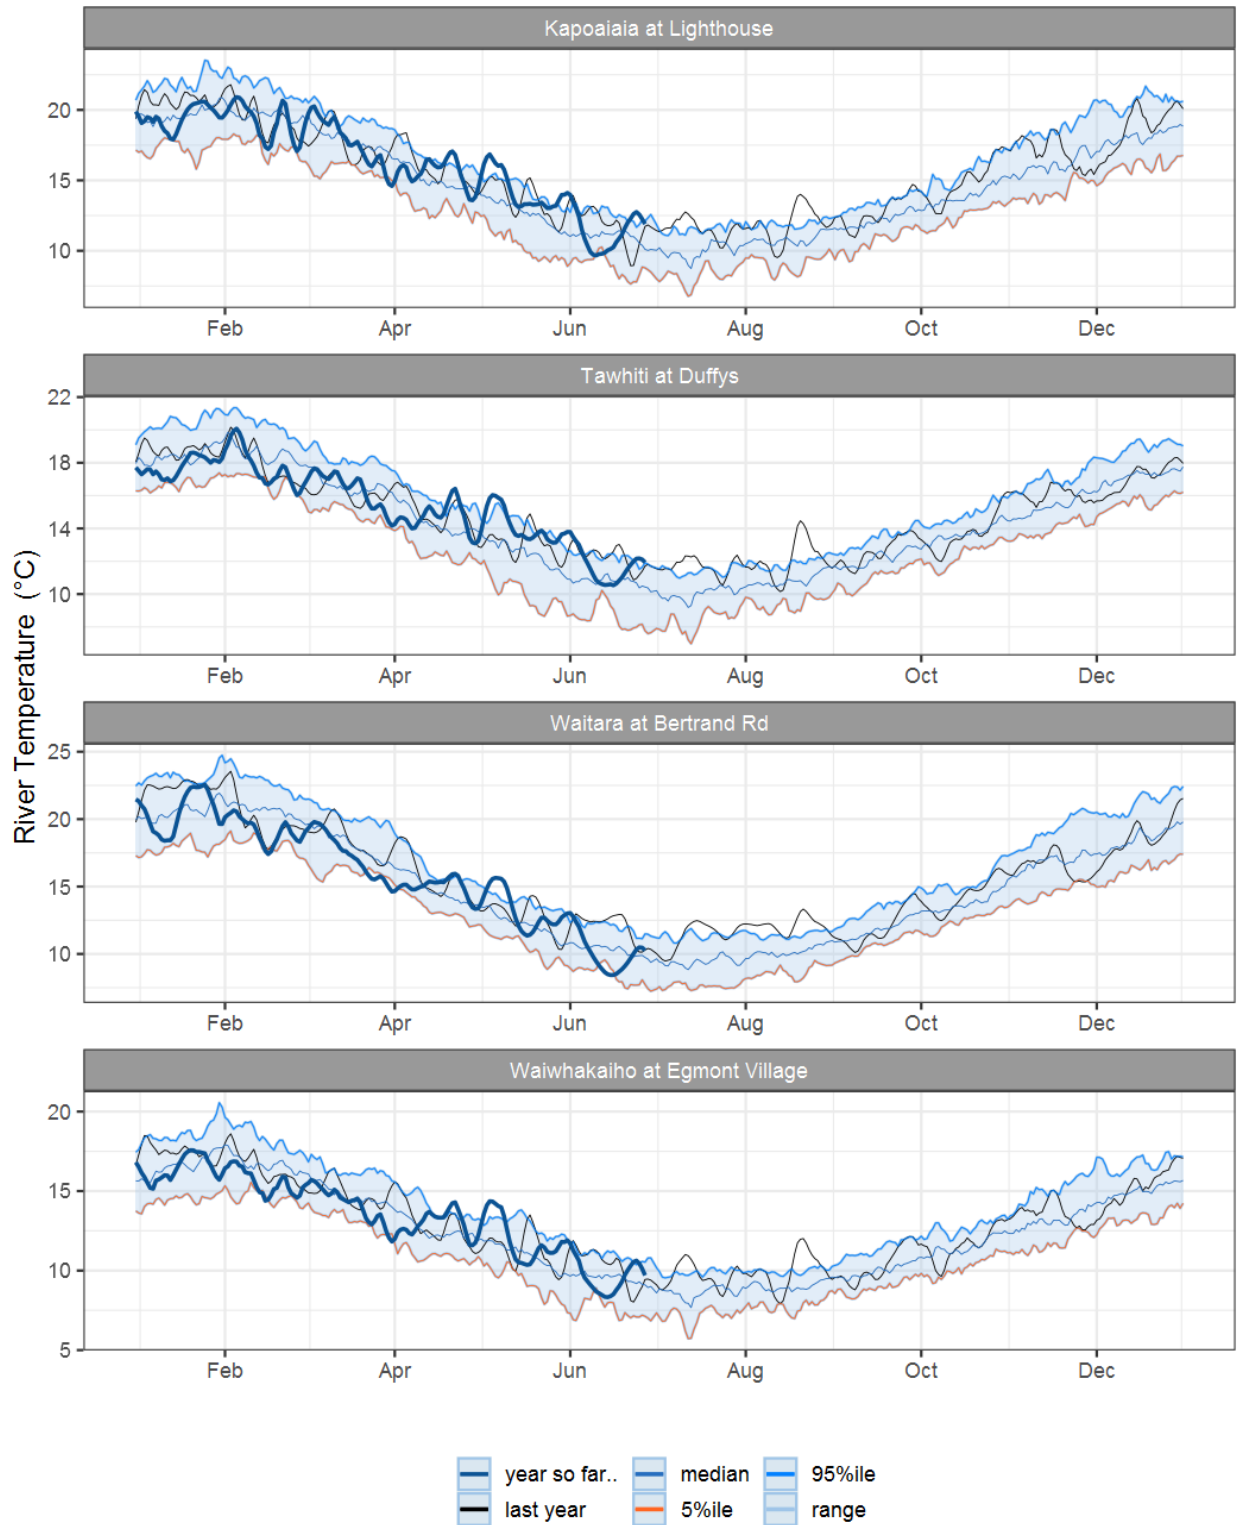 Kapoaiaia at Lighthouse
20
15
10
Feb Apr Jun Aug Oct Dec
Tawhiti at Duffys
22
18
14
10
Feb Apr Jun Aug Oct Dec
River Temperature (°C)
Waitara at Bertrand Rd
25
20
15
10
Feb Apr Jun Aug Oct Dec
Waiwhakaiho at Egmont Village
20
15
10
5
Feb Apr Jun Aug Oct Dec
year so far.. median 95%ile
last year 5%ile range